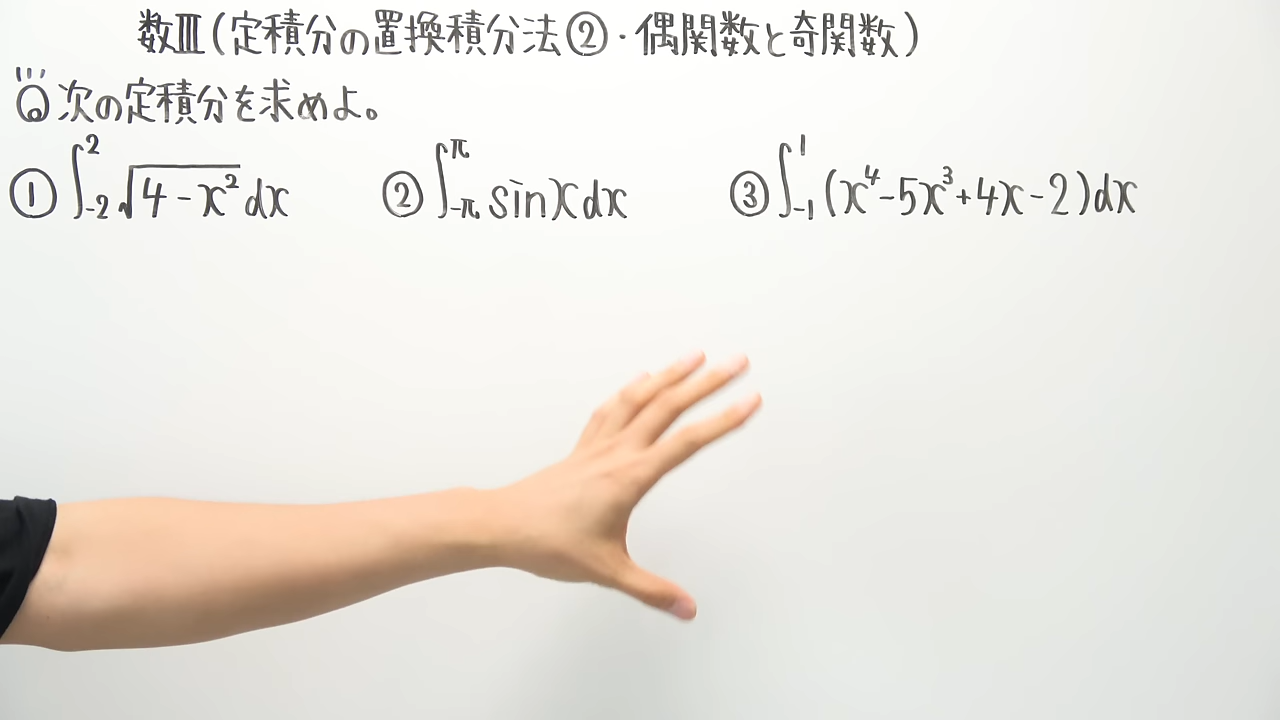 数Ⅲ(定積分の置換積分法②・偶関数と奇関数)
Q 次の定積分を求めよ。
① ∫_{-2}^{2} √(4-x²) dx ② ∫_{-π}^{π} sinx dx ③ ∫_{-1}^{1} (x⁴-5x³+4x-2)dx